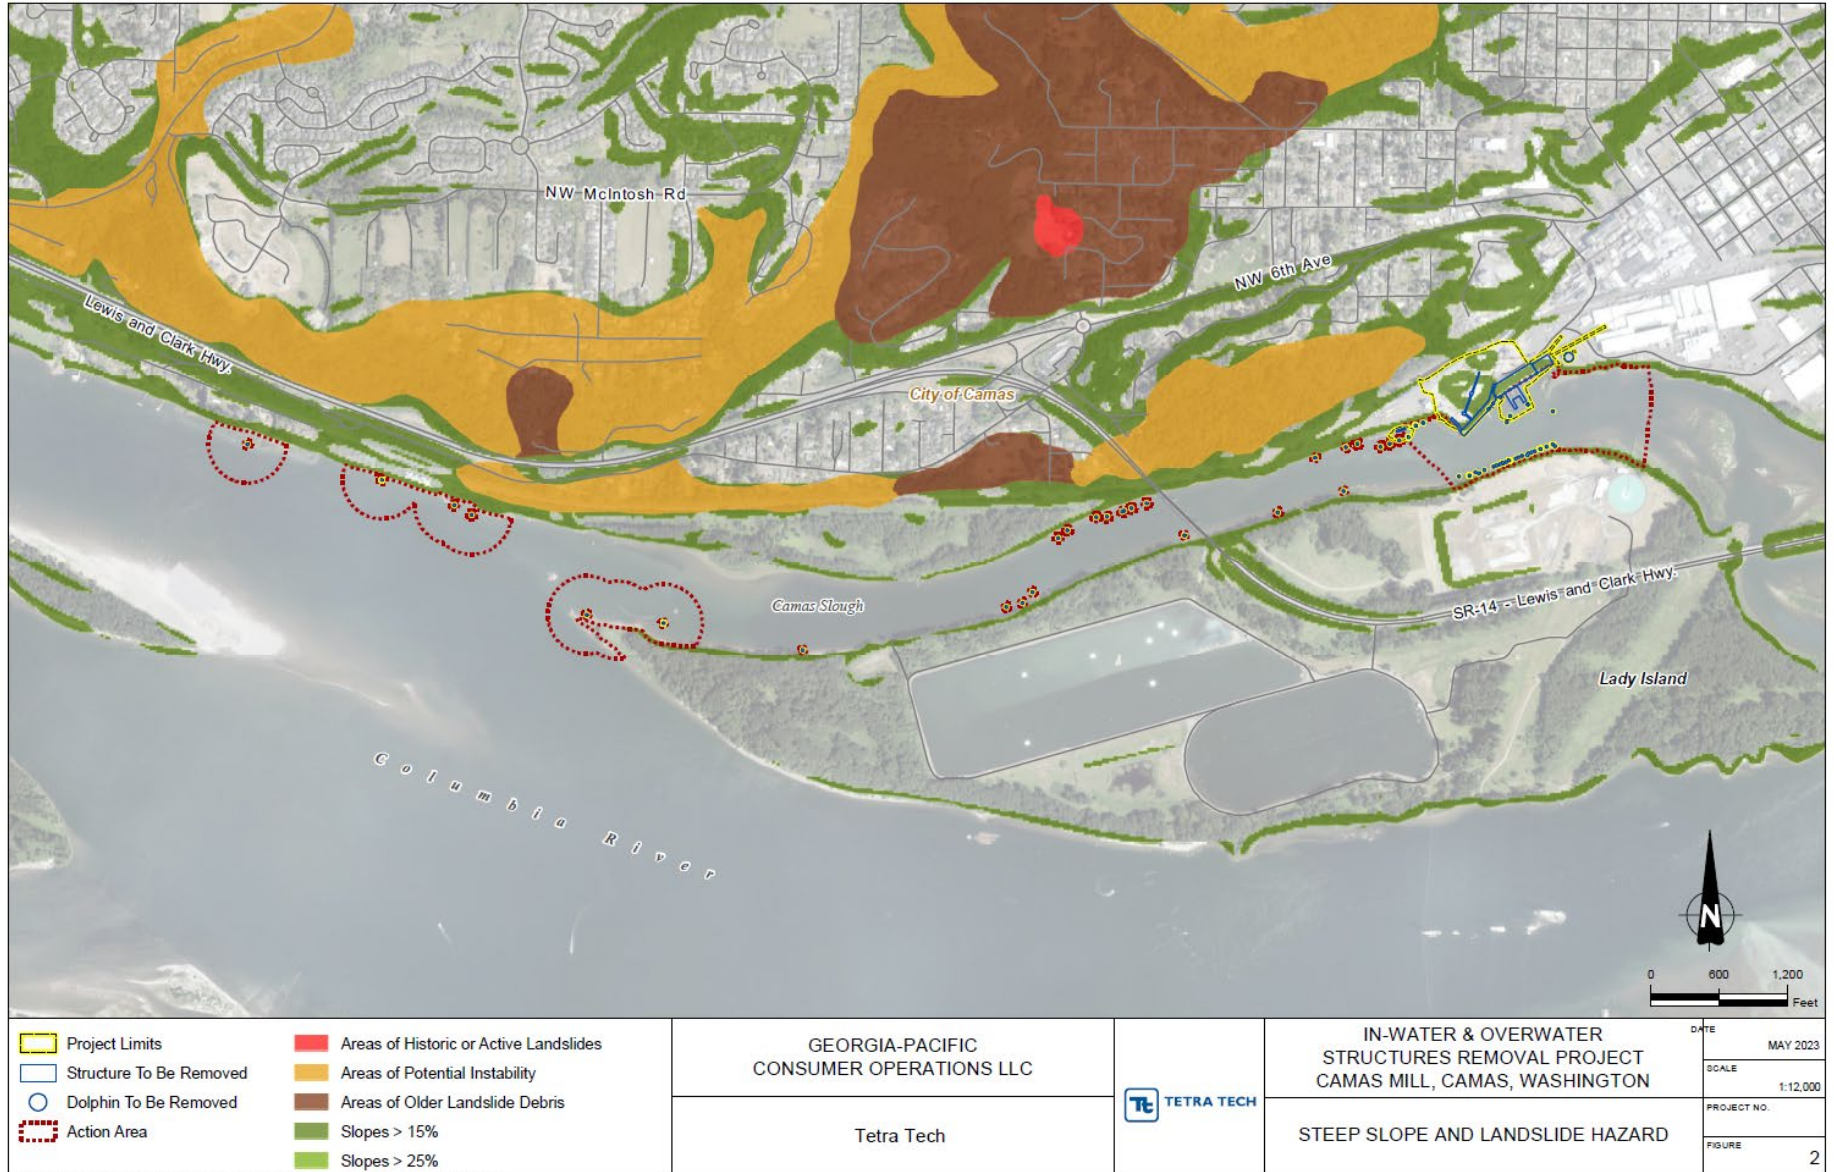 NW McIntosh Rd
NW 6th Ave
Lewis and Clark Hwy.
City of Camas
Camas Slough
SR-14 - Lewis and Clark Hwy.
Lady Island
Columbia River
N
0 600 1,200
Feet
Project Limits
Structure To Be Removed
Dolphin To Be Removed
Action Area
Areas of Historic or Active Landslides
Areas of Potential Instability
Areas of Older Landslide Debris
Slopes > 15%
Slopes > 25%
GEORGIA-PACIFIC
CONSUMER OPERATIONS LLC
Tetra Tech
Tt TETRA TECH
IN-WATER & OVERWATER
STRUCTURES REMOVAL PROJECT
CAMAS MILL, CAMAS, WASHINGTON
STEEP SLOPE AND LANDSLIDE HAZARD
DATE
MAY 2023
SCALE
1:12,000
PROJECT NO.
FIGURE
2